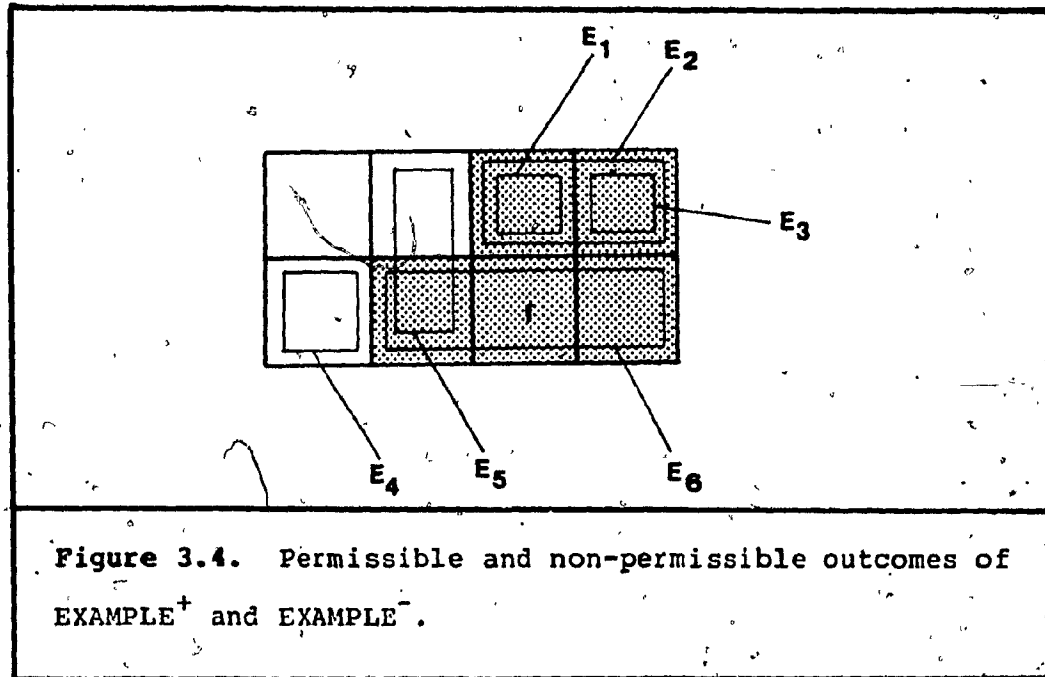 E1
E2
E3
f
E4
E5
E6
Figure 3.4. Permissible and non-permissible outcomes of
EXAMPLE+ and EXAMPLE-.